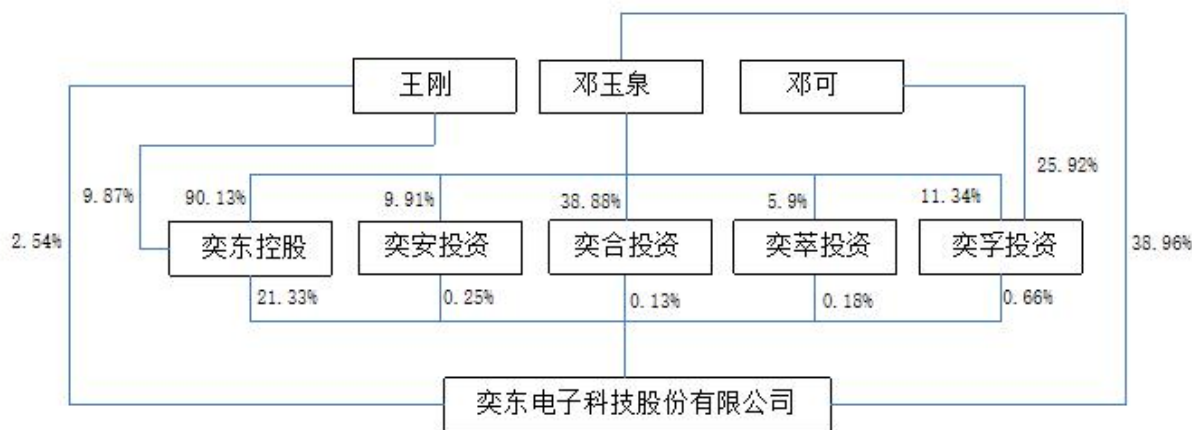 王刚
邓玉泉
邓可
25.92%
9.87%
90.13%
9.91%
38.88%
5.9%
11.34%
2.54%
奕东控股
奕安投资
奕合投资
奕萃投资
奕孚投资
38.96%
21.33%
0.25%
0.13%
0.18%
0.66%
奕东电子科技股份有限公司